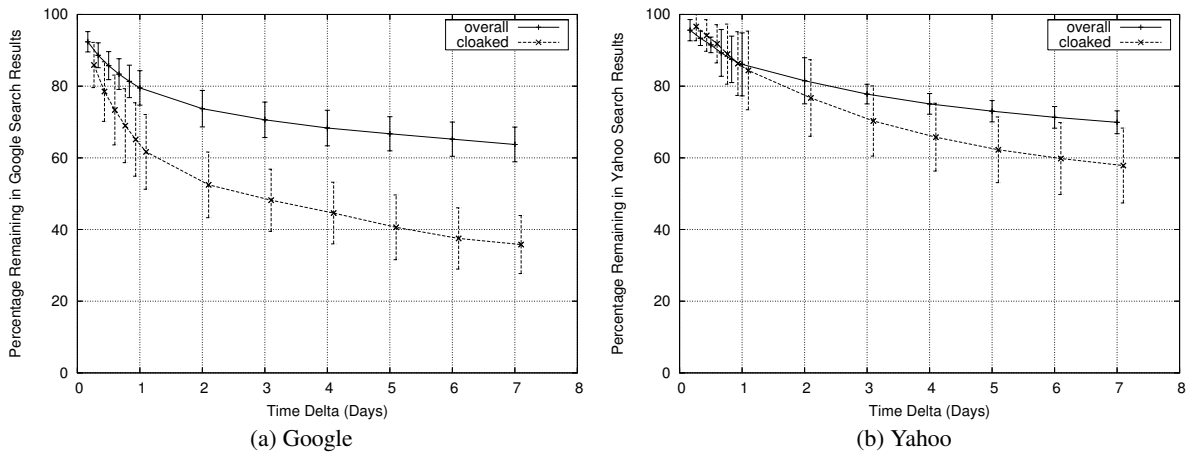 Percentage Remaining in Google Search Results
100
80
60
40
20
0
overall
cloaked
0 1 2 3 4 5 6 7 8
Time Delta (Days)
(a) Google
Percentage Remaining in Yahoo Search Results
100
80
60
40
20
0
overall
cloaked
0 1 2 3 4 5 6 7 8
Time Delta (Days)
(b) Yahoo